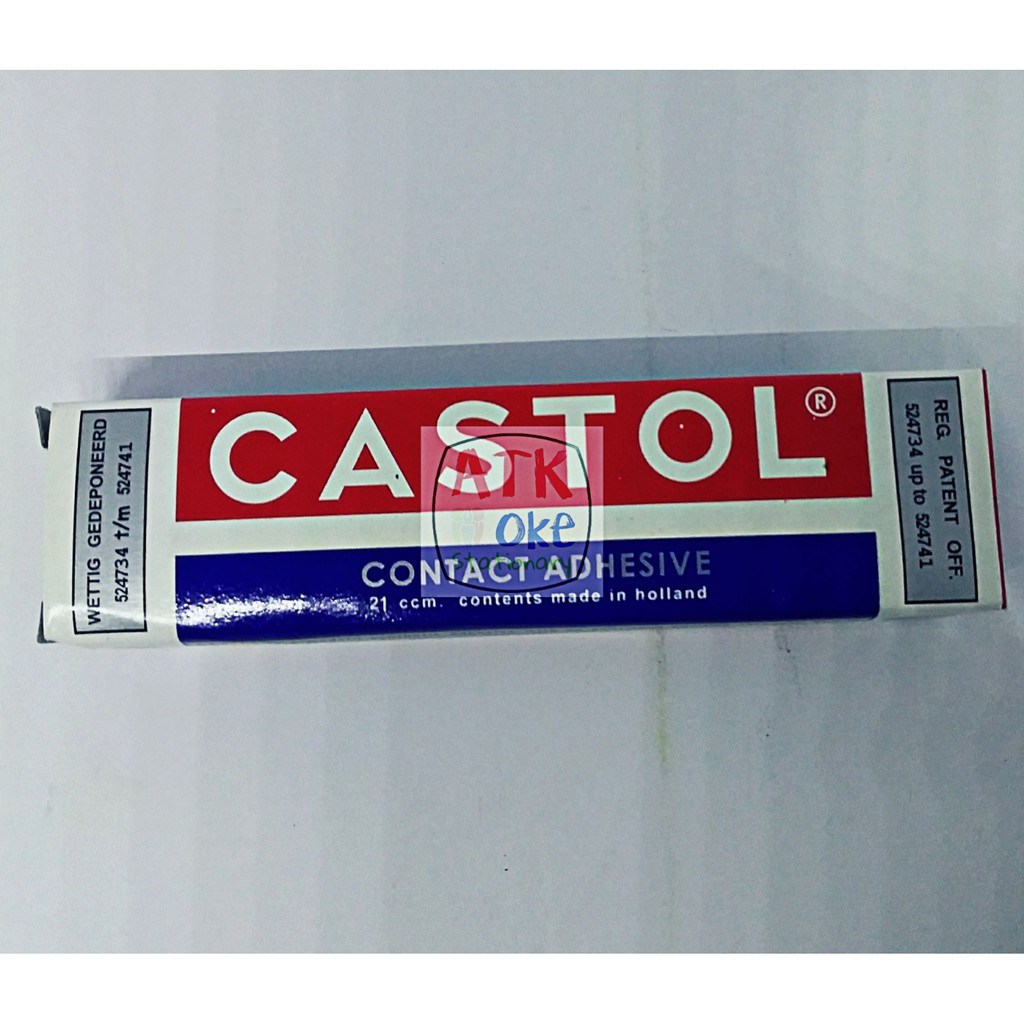 WETTIG GEDEPONEERD
524734 t/m 524741
CASTOL®
CONTACT ADHESIVE
21 ccm. contents made in holland
REG. PATENT OFF.
524734 up to 524741
ATK
Oke
Stationary